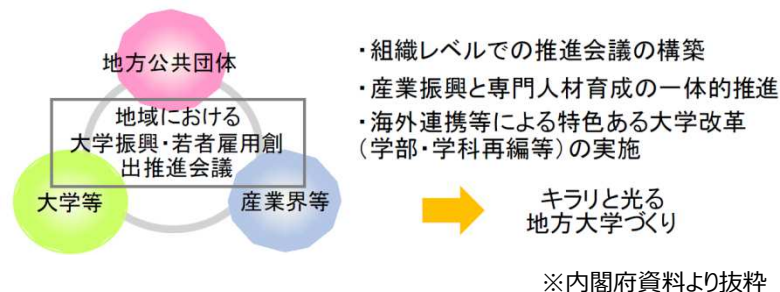 地方公共団体
地域における
大学振興・若者雇用創
出推進会議
大学等
産業界等
・組織レベルでの推進会議の構築
・産業振興と専門人材育成の一体的推進
・海外連携等による特色ある大学改革
（学部・学科再編等）の実施
キラリと光る
地方大学づくり
※内閣府資料より抜粋